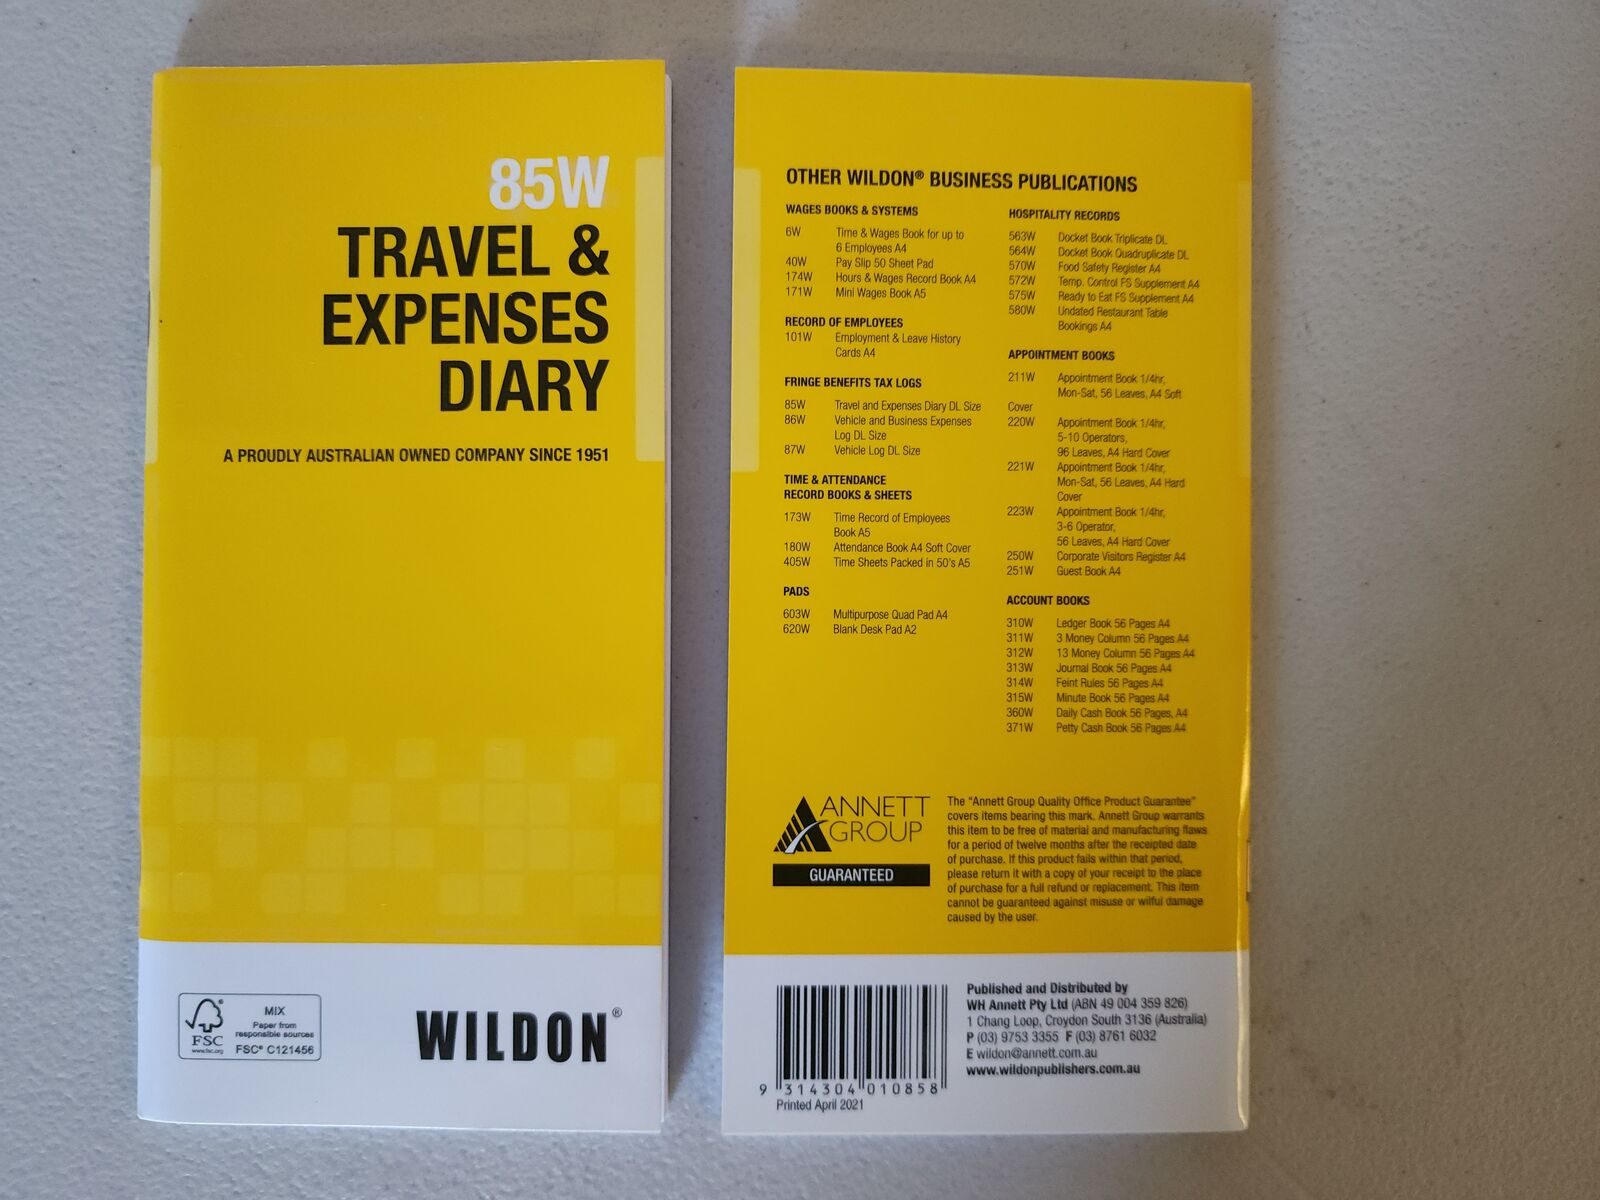 85W
TRAVEL &
EXPENSES
DIARY
A PROUDLY AUSTRALIAN OWNED COMPANY SINCE 1951
FSC®
www.fsc.org
MIX
Paper from
responsible sources
FSC® C121456
WILDON®
OTHER WILDON® BUSINESS PUBLICATIONS
WAGES BOOKS & SYSTEMS
6W Time & Wages Book for up to
6 Employees A4
40W Pay Slip 50 Sheet Pad
174W Hours & Wages Record Book A4
171W Mini Wages Book A5
RECORD OF EMPLOYEES
101W Employment & Leave History
Cards A4
FRINGE BENEFITS TAX LOGS
85W Travel and Expenses Diary DL Size
86W Vehicle and Business Expenses
Log DL Size
87W Vehicle Log DL Size
TIME & ATTENDANCE
RECORD BOOKS & SHEETS
173W Time Record of Employees
Book A5
180W Attendance Book A4 Soft Cover
405W Time Sheets Packed in 50's A5
PADS
603W Multipurpose Quad Pad A4
620W Blank Desk Pad A2
HOSPITALITY RECORDS
563W Docket Book Triplicate DL
564W Docket Book Quadruplicate DL
570W Food Safety Register A4
572W Temp. Control FS Supplement A4
575W Ready to Eat FS Supplement A4
580W Undated Restaurant Table
Bookings A4
APPOINTMENT BOOKS
211W Appointment Book 1/4hr,
Mon-Sat, 56 Leaves, A4 Soft
Cover
220W Appointment Book 1/4hr,
5-10 Operators,
96 Leaves, A4 Hard Cover
221W Appointment Book 1/4hr,
Mon-Sat, 56 Leaves, A4 Hard
Cover
223W Appointment Book 1/4hr,
3-6 Operator,
56 Leaves, A4 Hard Cover
250W Corporate Visitors Register A4
251W Guest Book A4
ACCOUNT BOOKS
310W Ledger Book 56 Pages A4
311W 3 Money Column 56 Pages A4
312W 13 Money Column 56 Pages A4
313W Journal Book 56 Pages A4
314W Feint Rules 56 Pages A4
315W Minute Book 56 Pages A4
360W Daily Cash Book 56 Pages, A4
371W Petty Cash Book 56 Pages A4
ANNETT
GROUP
GUARANTEED
The "Annett Group Quality Office Product Guarantee"
covers items bearing this mark. Annett Group warrants
this item to be free of material and manufacturing flaws
for a period of twelve months after the receipted date
of purchase. If this product fails within that period,
please return it with a copy of your receipt to the place
of purchase for a full refund or replacement. This item
cannot be guaranteed against misuse or wilful damage
caused by the user.
9 314304 010858
Printed April 2021
Published and Distributed by
WH Annett Pty Ltd (ABN 49 004 359 826)
1 Chang Loop, Croydon South 3136 (Australia)
P (03) 9753 3355 F (03) 8761 6032
E wildon@annett.com.au
www.wildonpublishers.com.au